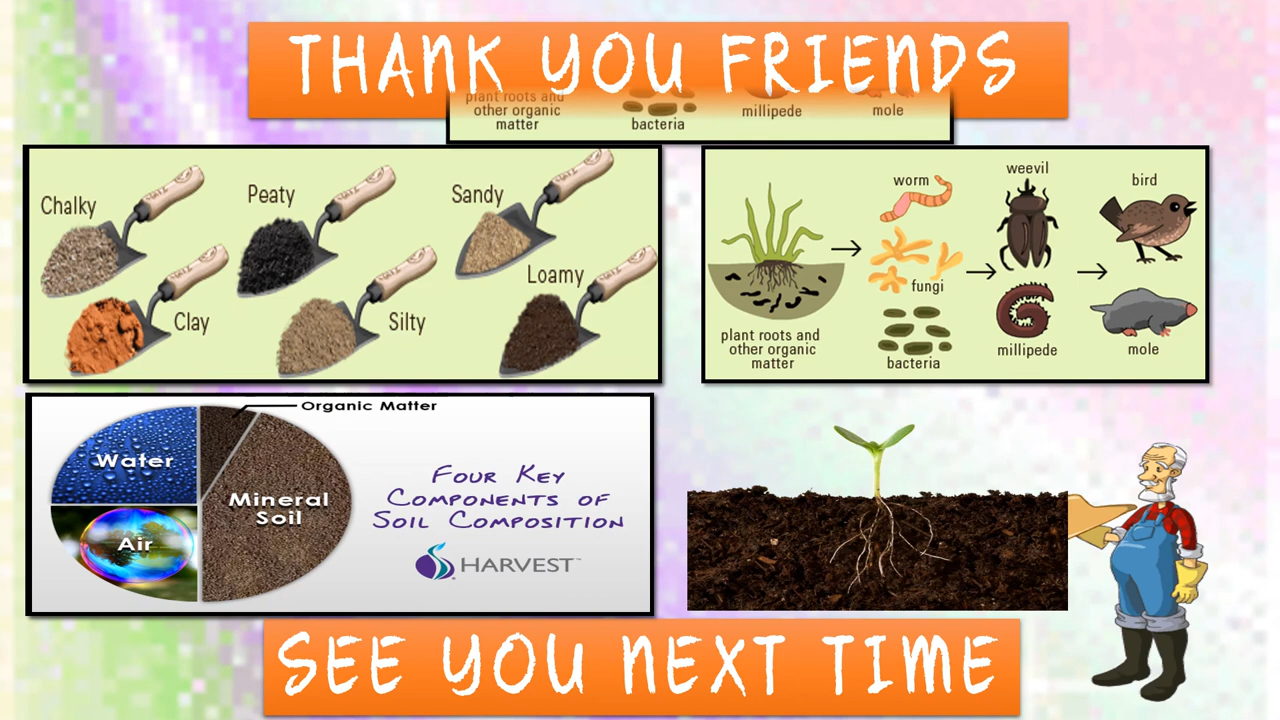 THANK YOU FRIENDS
plant roots and
other organic
matter
bacteria
millipede
mole
Chalky
Peaty
Sandy
Clay
Silty
Loamy
plant roots and
other organic
matter
worm
fungi
bacteria
weevil
millipede
bird
mole
Organic Matter
Water
Mineral
Soil
Air
Four Key
Components of
Soil Composition
HARVEST™
SEE YOU NEXT TIME